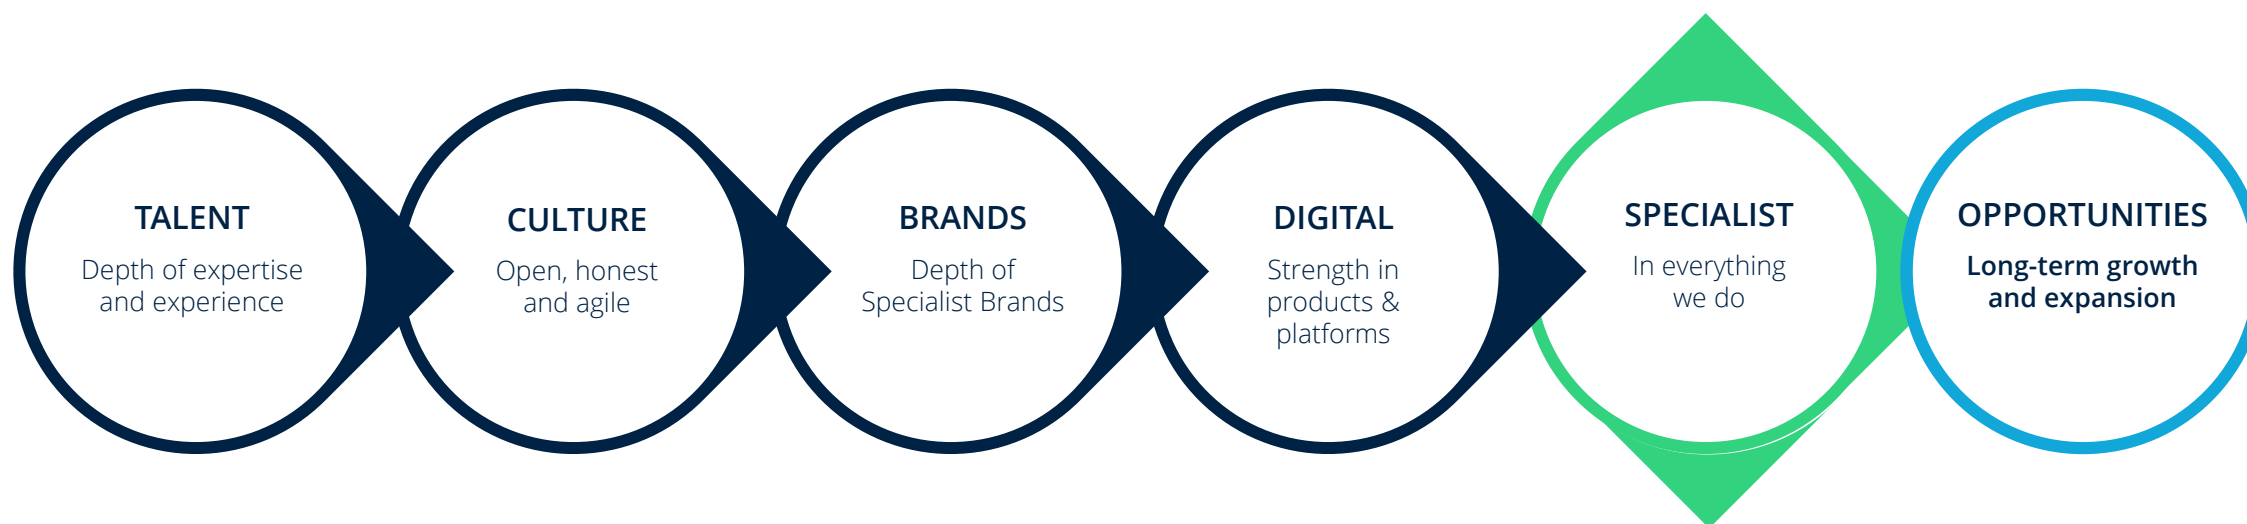 TALENT
Depth of expertise
and experience
CULTURE
Open, honest
and agile
BRANDS
Depth of
Specialist Brands
DIGITAL
Strength in
products &
platforms
SPECIALIST
In everything
we do
OPPORTUNITIES
Long-term growth
and expansion